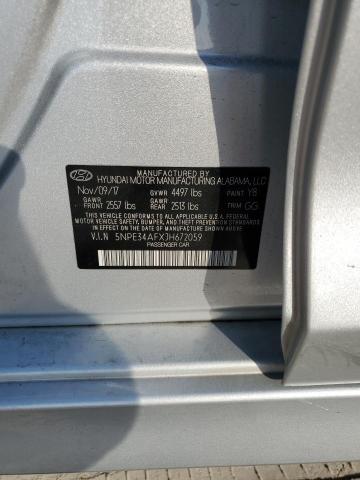 MANUFACTURED BY
HYUNDAI MOTOR MANUFACTURING ALABAMA, LLC
Nov/09/17 GVWR 4497 lbs PAINT Y8
GAWR FRONT 2557 lbs GAWR REAR 2513 lbs TRIM GG
THIS VEHICLE CONFORMS TO ALL APPLICABLE U.S.A. FEDERAL
MOTOR VEHICLE SAFETY, BUMPER, AND THEFT PREVENTION STANDARDS
IN EFFECT ON THE DATE OF MANUFACTURE SHOWN ABOVE.
V.I.N 5NPE34AFXJH672059
PASSENGER CAR